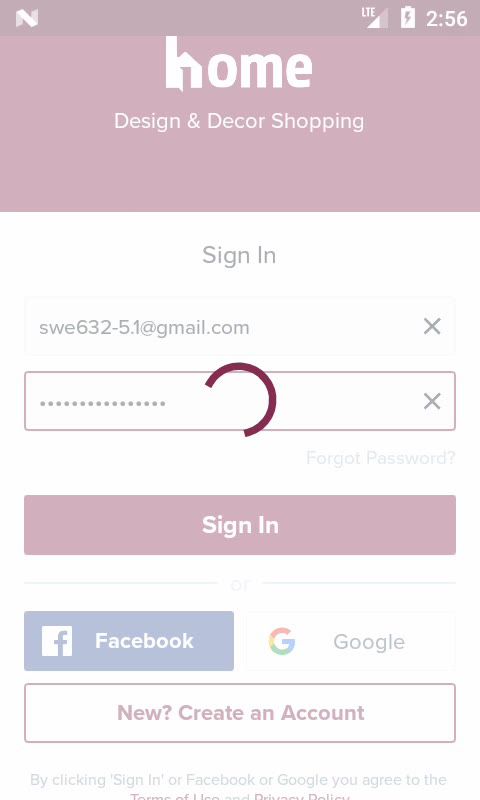 LTE 2:56
home
Design & Decor Shopping
Sign In
swe632-5.1@gmail.com
••••••••••••••••
Forgot Password?
Sign In
or
Facebook
Google
New? Create an Account
By clicking 'Sign In' or Facebook or Google you agree to the
Terms of Use and Privacy Policy